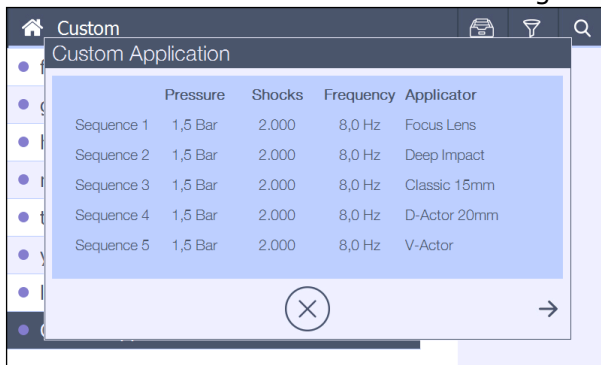 Custom
Custom Application
Pressure Shocks Frequency Applicator
Sequence 1 1,5 Bar 2.000 8,0 Hz Focus Lens
Sequence 2 1,5 Bar 2.000 8,0 Hz Deep Impact
Sequence 3 1,5 Bar 2.000 8,0 Hz Classic 15mm
Sequence 4 1,5 Bar 2.000 8,0 Hz D-Actor 20mm
Sequence 5 1,5 Bar 2.000 8,0 Hz V-Actor